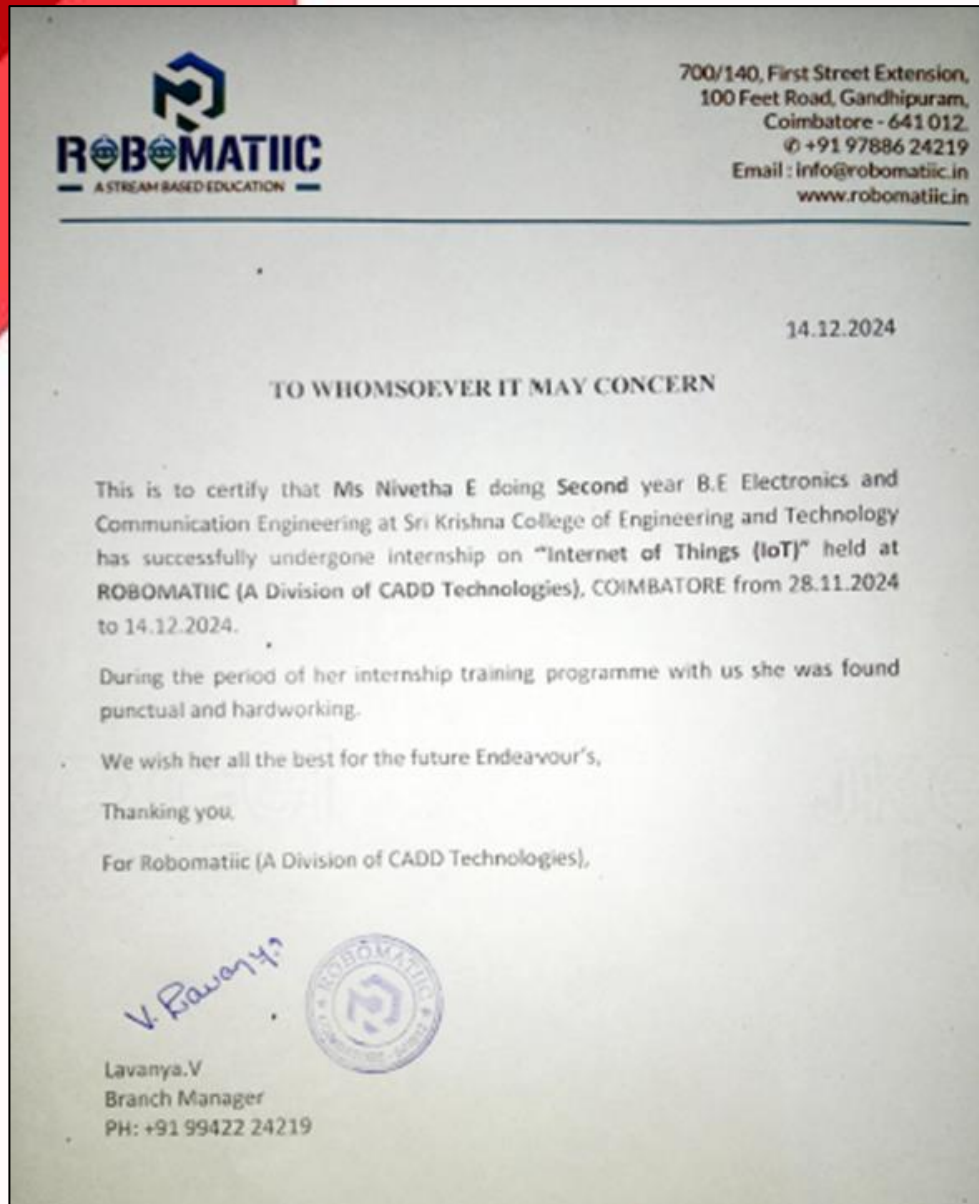 ROBOMATIIC
A STREAM BASED EDUCATION
700/140, First Street Extension,
100 Feet Road, Gandhipuram,
Coimbatore - 641 012.
✆ +91 97886 24219
Email : info@robomatiic.in
www.robomatiic.in
14.12.2024
TO WHOMSOEVER IT MAY CONCERN
This is to certify that Ms Nivetha E doing Second year B.E Electronics and
Communication Engineering at Sri Krishna College of Engineering and Technology
has successfully undergone internship on "Internet of Things (IoT)" held at
ROBOMATIIC (A Division of CADD Technologies), COIMBATORE from 28.11.2024
to 14.12.2024.
During the period of her internship training programme with us she was found
punctual and hardworking.
We wish her all the best for the future Endeavour's,
Thanking you,
For Robomatiic (A Division of CADD Technologies),
V. Lavanya
ROBOMATIIC
Lavanya.V
Branch Manager
PH: +91 99422 24219